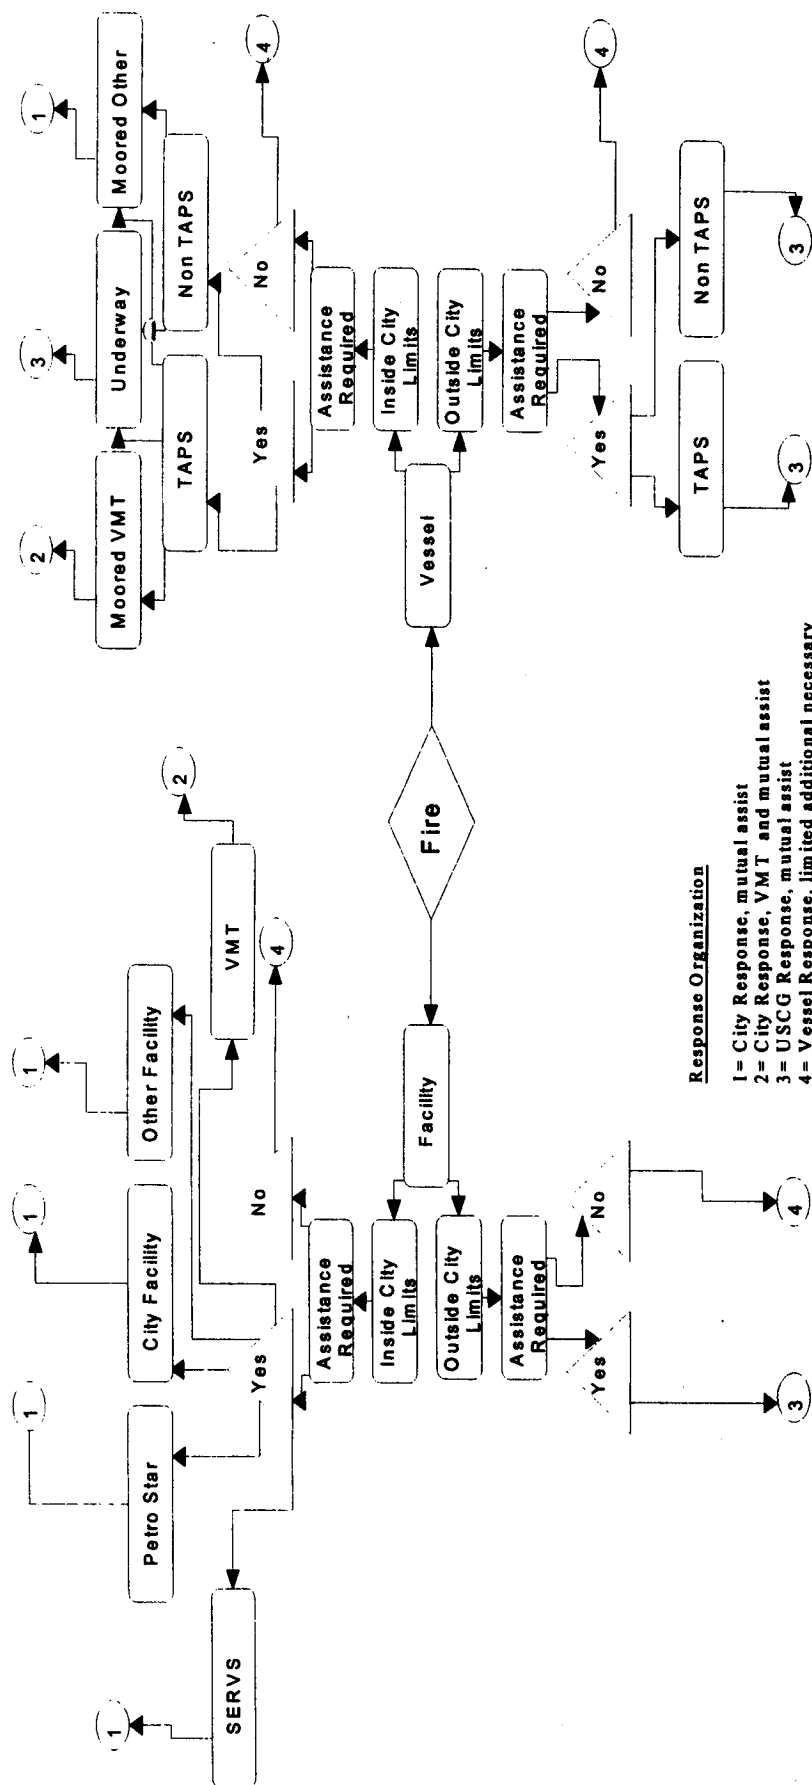 1
1
1
2
3
1
1
Moored VMT
Underway
Moored Other
Petro Star
City Facility
Other Facility
2
TAPS
Non TAPS
SERVS
VMT
Yes
No
4
Yes
No
4
Assistance
Required
Assistance
Required
Inside City
Limits
Inside City
Limits
Facility
Fire
Vessel
Outside City
Limits
Outside City
Limits
Assistance
Required
Assistance
Required
Yes
No
Yes
No
4
TAPS
Non TAPS
3
4
3
3
Response Organization
1= City Response, mutual assist
2= City Response, VMT and mutual assist
3= USCG Response, mutual assist
4= Vessel Response, limited additional necessary